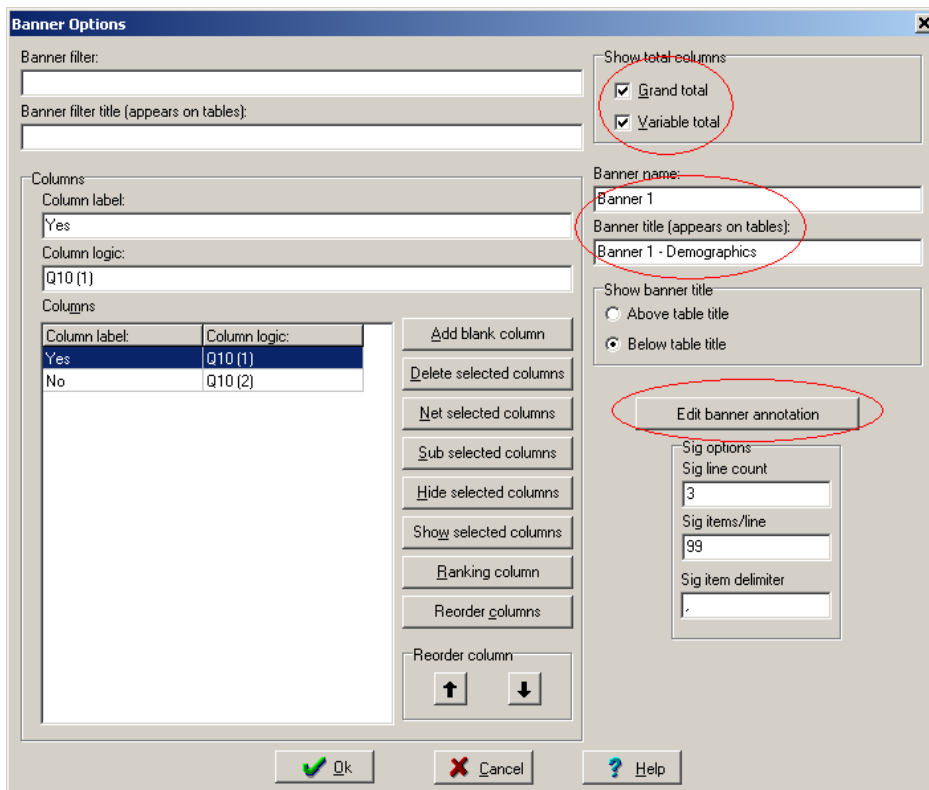 Banner Options
Banner filter:
Banner filter title (appears on tables):
Columns
Column label:
Yes
Column logic:
Q10 (1)
Columns
Column label: Column logic:
Yes Q10 (1)
No Q10 (2)
Add blank column
Delete selected columns
Net selected columns
Sub selected columns
Hide selected columns
Show selected columns
Ranking column
Reorder columns
Reorder column
Show total columns
Grand total
Variable total
Banner name:
Banner 1
Banner title (appears on tables):
Banner 1 - Demographics
Show banner title
Above table title
Below table title
Edit banner annotation
Sig options
Sig line count
3
Sig items/line
99
Sig item delimiter
,
Ok
Cancel
Help